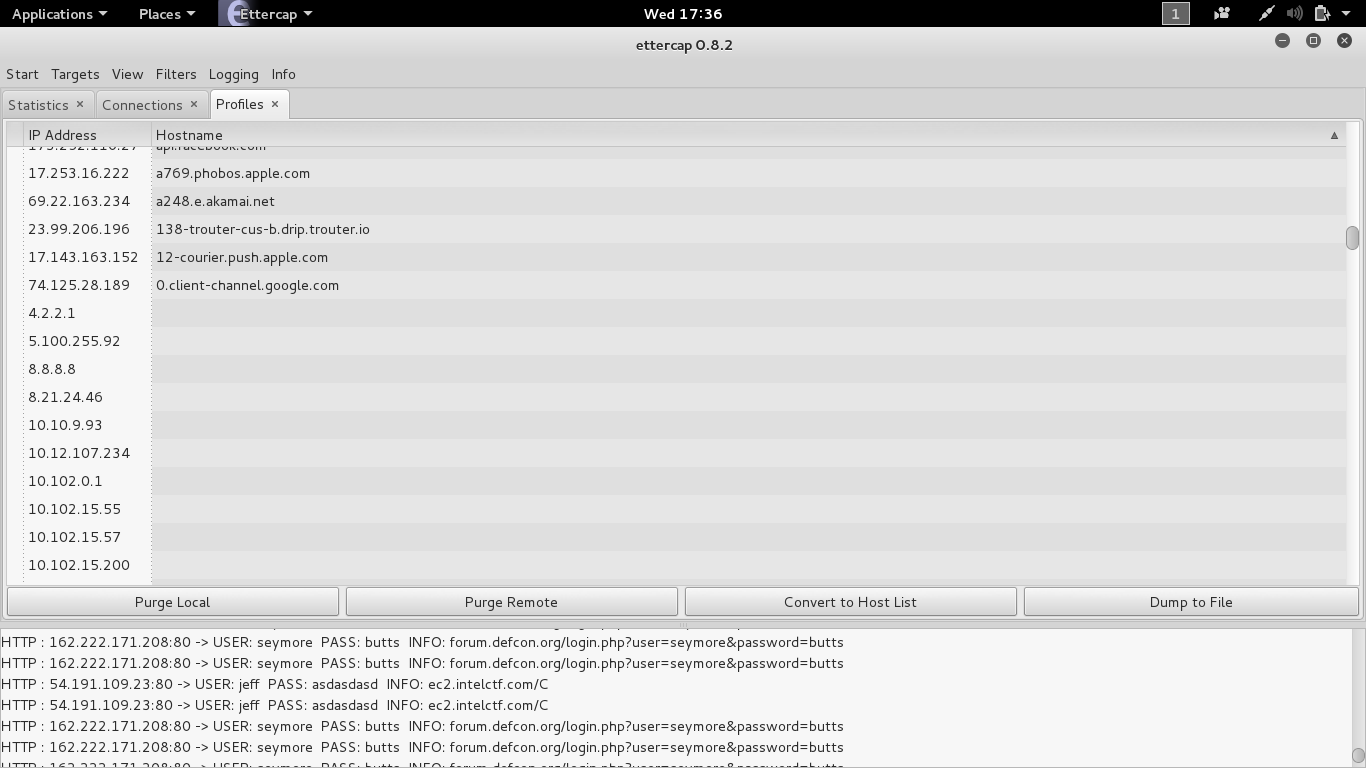 Applications Places Ettercap Wed 17:36 1
ettercap 0.8.2
Start Targets View Filters Logging Info
Statistics × Connections × Profiles ×
IP Address Hostname
173.252.110.27 api.facebook.com
17.253.16.222 a769.phobos.apple.com
69.22.163.234 a248.e.akamai.net
23.99.206.196 138-trouter-cus-b.drip.trouter.io
17.143.163.152 12-courier.push.apple.com
74.125.28.189 0.client-channel.google.com
4.2.2.1
5.100.255.92
8.8.8.8
8.21.24.46
10.10.9.93
10.12.107.234
10.102.0.1
10.102.15.55
10.102.15.57
10.102.15.200
Purge Local Purge Remote Convert to Host List Dump to File
HTTP : 162.222.171.208:80 -> USER: seymore PASS: butts INFO: forum.defcon.org/login.php?user=seymore&password=butts
HTTP : 162.222.171.208:80 -> USER: seymore PASS: butts INFO: forum.defcon.org/login.php?user=seymore&password=butts
HTTP : 54.191.109.23:80 -> USER: jeff PASS: asdasdasd INFO: ec2.intelctf.com/C
HTTP : 54.191.109.23:80 -> USER: jeff PASS: asdasdasd INFO: ec2.intelctf.com/C
HTTP : 162.222.171.208:80 -> USER: seymore PASS: butts INFO: forum.defcon.org/login.php?user=seymore&password=butts
HTTP : 162.222.171.208:80 -> USER: seymore PASS: butts INFO: forum.defcon.org/login.php?user=seymore&password=butts